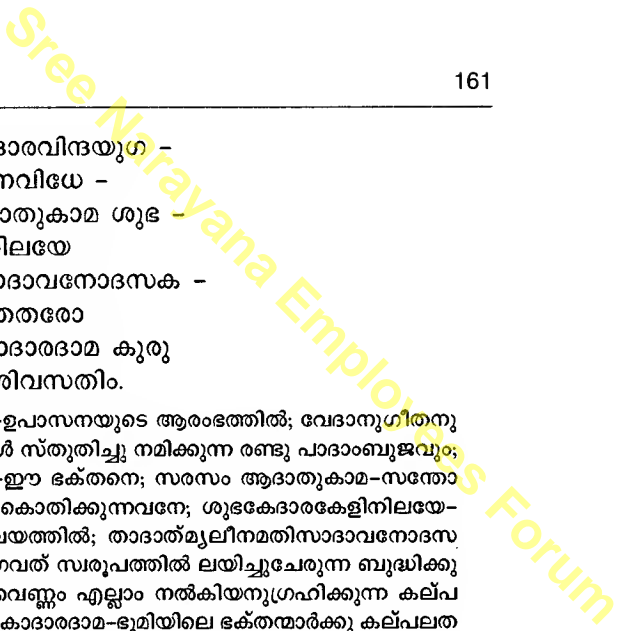 161
ദാരവിന്ദയുഗ –
നവിധേ –
ാതുകാമ ശുഭ –
ിലയേ
ാദാവനോദസക –
തതരോ
ാദാരദാമ കുരു
രിവസതിം.
-ഉപാസനയുടെ ആരംഭത്തിൽ; വേദാനുഗീതനു
ൾ സ്തുതിച്ചു നമിക്കുന്ന രണ്ടു പാദാംബുജവും;
-ഈ ഭക്തനെ; സരസം ആദാതുകാമ-സന്തോ
കൊതിക്കുന്നവനേ; ശുഭകേദാരകേളിനിലയേ-
ലയത്തിൽ; താദാത്മ്യലീനമതിസാദാവനോദസ
ഗവത് സ്വരൂപത്തിൽ ലയിച്ചുചേരുന്ന ബുദ്ധിക്കു
വെണ്ണം എല്ലാം നൽകിയനുഗ്രഹിക്കുന്ന കല്പ
കാദാരദാമ-ഭൂമിയിലെ ഭക്തന്മാർക്കു കല്പലത
Sree Narayana Employees Forum